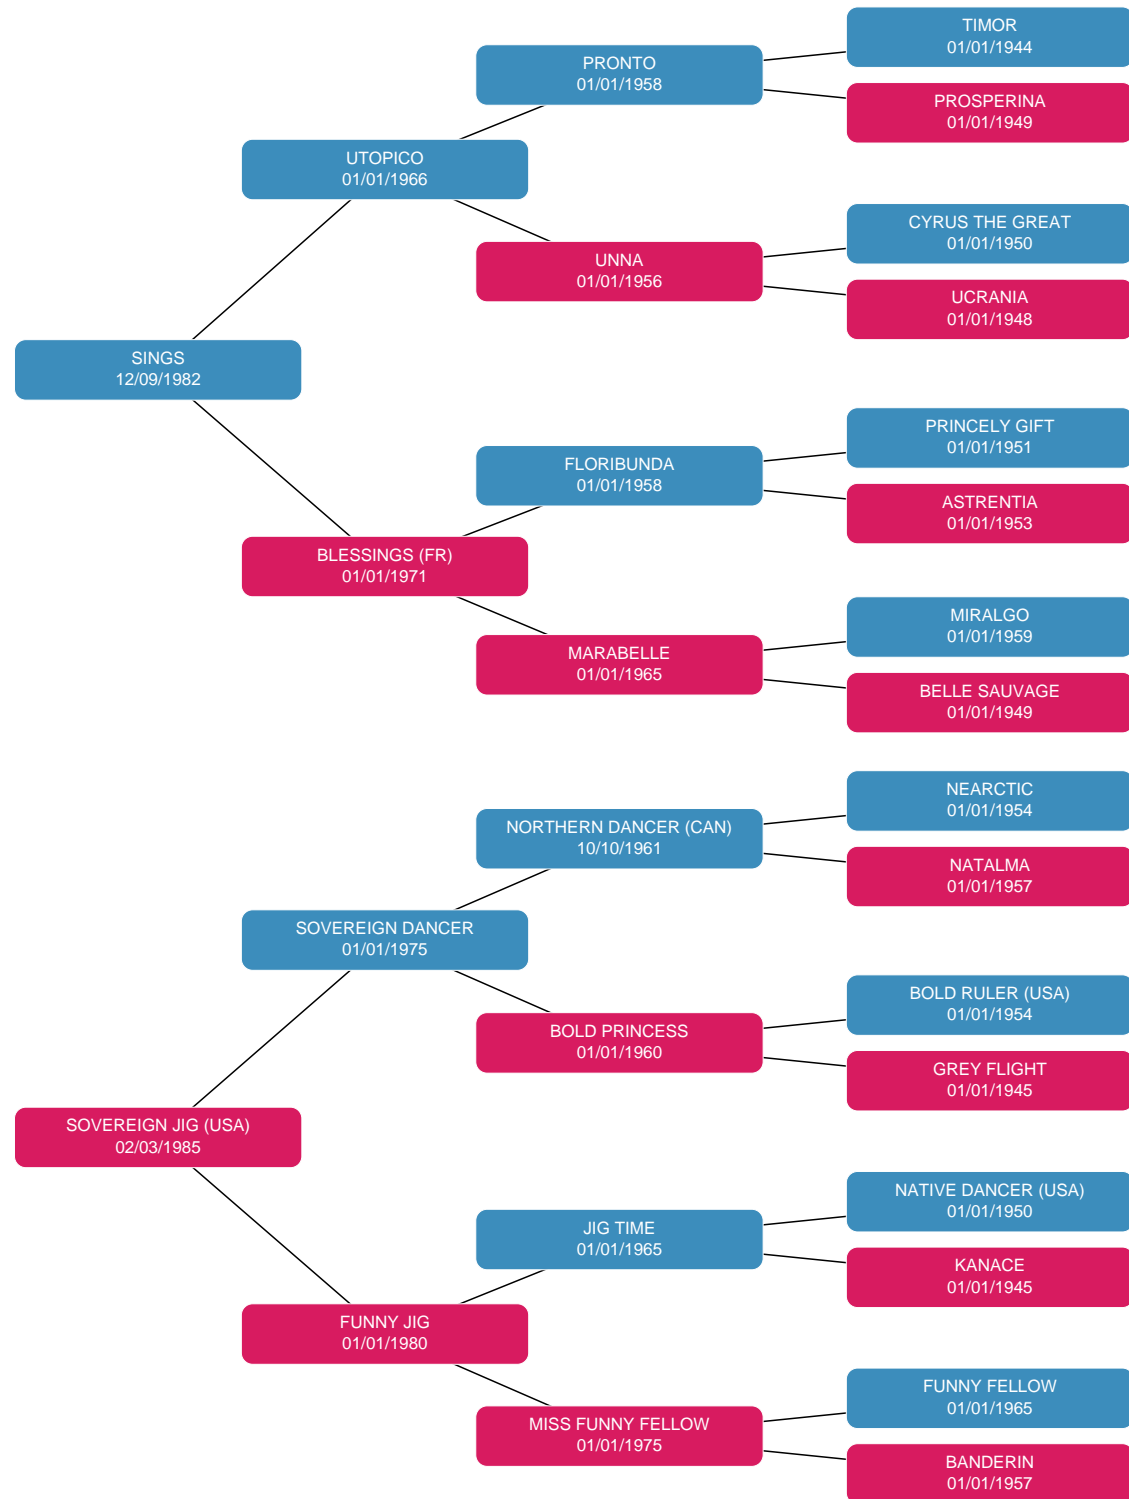 TIMOR
01/01/1944
PRONTO
01/01/1958
PROSPERINA
01/01/1949
UTOPICO
01/01/1966
CYRUS THE GREAT
01/01/1950
UNNA
01/01/1956
UCRANIA
01/01/1948
SINGS
12/09/1982
PRINCELY GIFT
01/01/1951
FLORIBUNDA
01/01/1958
ASTRENTIA
01/01/1953
BLESSINGS (FR)
01/01/1971
MIRALGO
01/01/1959
MARABELLE
01/01/1965
BELLE SAUVAGE
01/01/1949
NEARCTIC
01/01/1954
NORTHERN DANCER (CAN)
10/10/1961
NATALMA
01/01/1957
SOVEREIGN DANCER
01/01/1975
BOLD RULER (USA)
01/01/1954
BOLD PRINCESS
01/01/1960
GREY FLIGHT
01/01/1945
SOVEREIGN JIG (USA)
02/03/1985
NATIVE DANCER (USA)
01/01/1950
JIG TIME
01/01/1965
KANACE
01/01/1945
FUNNY JIG
01/01/1980
FUNNY FELLOW
01/01/1965
MISS FUNNY FELLOW
01/01/1975
BANDERIN
01/01/1957